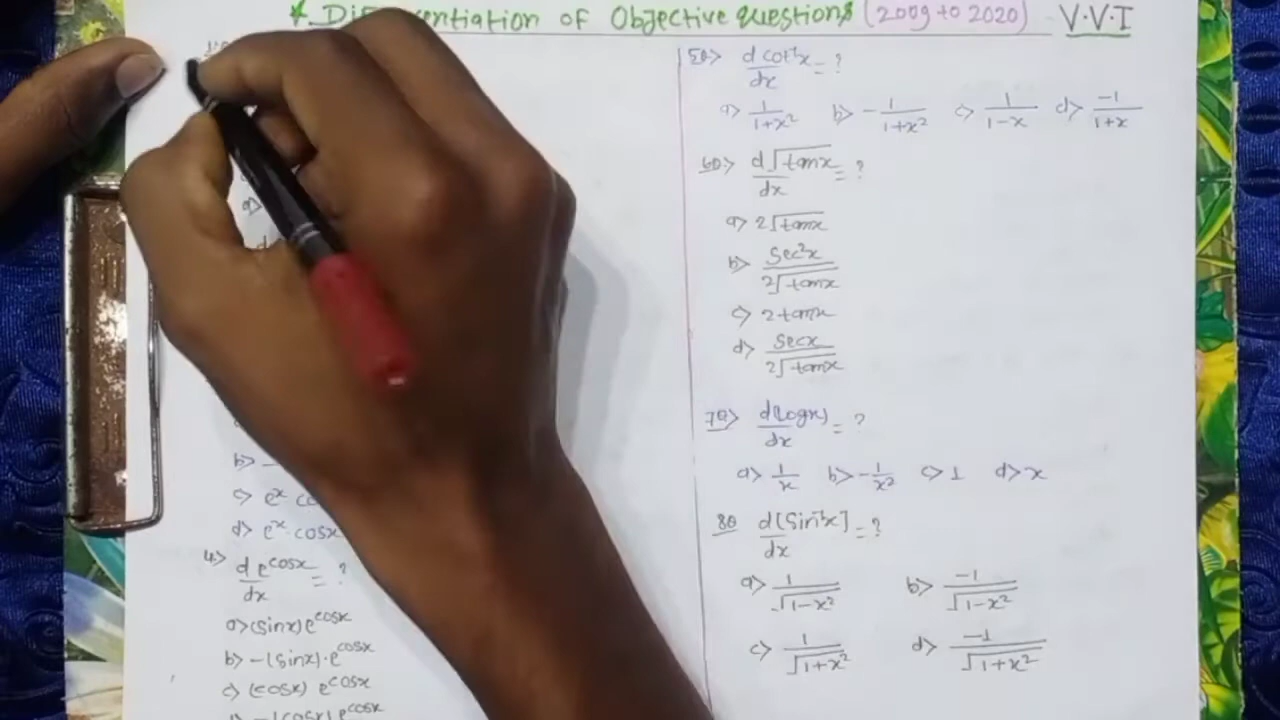 * Differentiation of Objective questions (2009 to 2020) V.V.I
b> -
c> e^x co
d> e^x. cosx
4.> d e^cosx/dx = ?
a> (sinx) e^cosx
b> -(sinx).e^cosx
c> (cosx) e^cosx
d> -(cosx) e^cosx
5Q> d cot⁻¹x/dx = ?
a> 1/1+x² b> -1/1+x² c> 1/1-x d> -1/1+x
6Q> d√tanx/dx = ?
a> 2√tanx
b> Sec²x/2√tanx
c> 2tanx
d> Secx/2√tanx
7Q> d(logx)/dx = ?
a> 1/x b> -1/x² c> 1 d> x
8Q d[Sin⁻¹x]/dx = ?
a> 1/√1-x² b> -1/√1-x²
c> 1/√1+x² d> -1/√1+x²